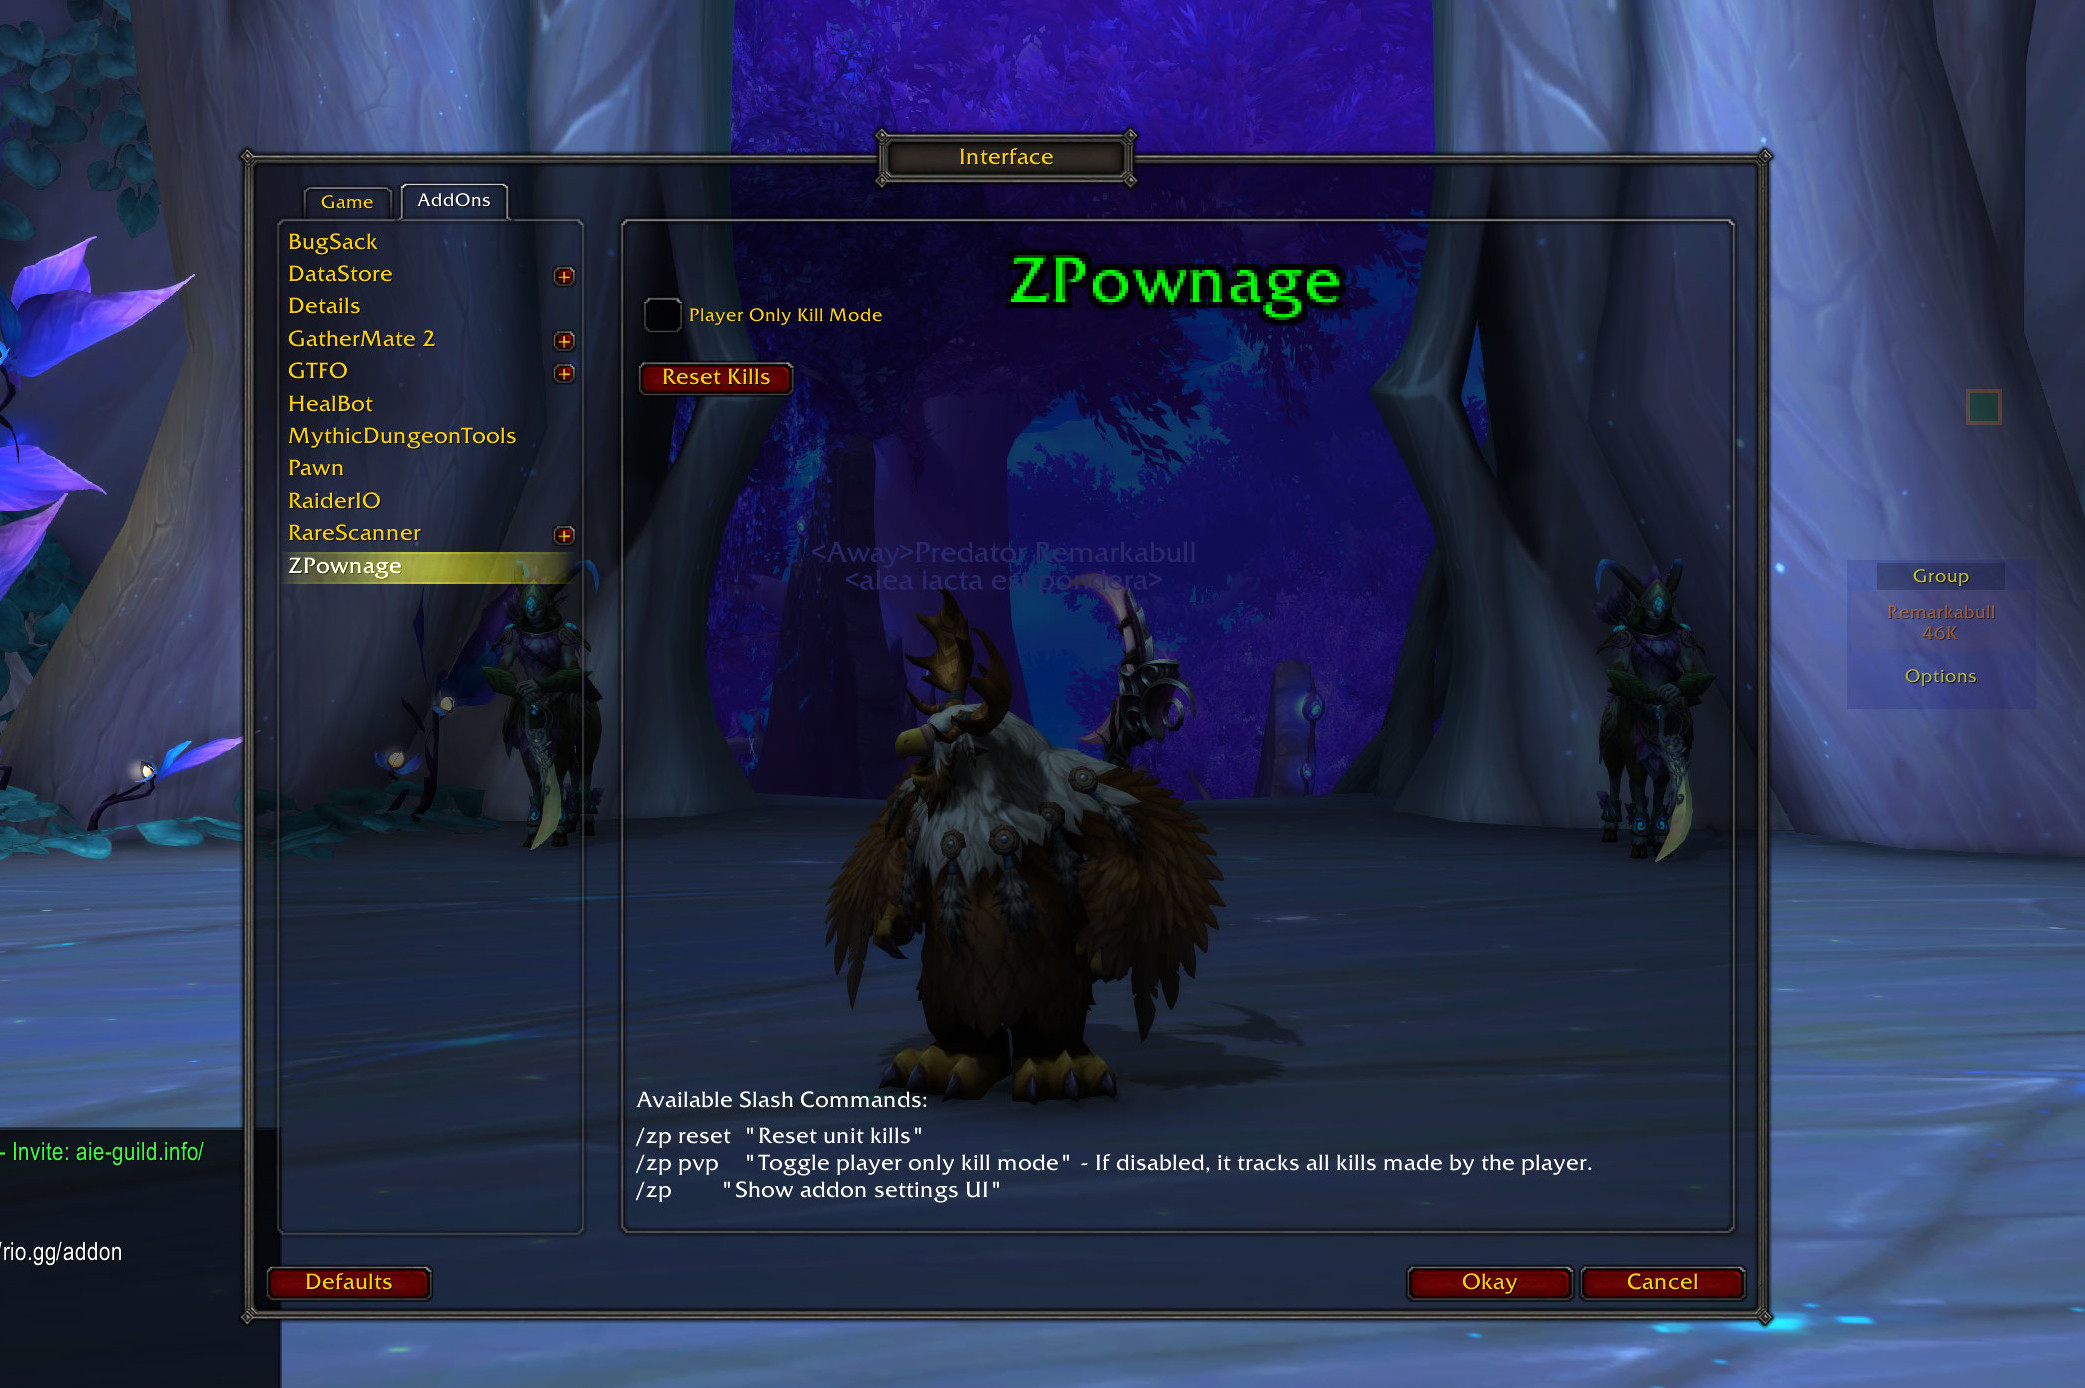 Interface
Game
AddOns
BugSack
DataStore
Details
GatherMate 2
GTFO
HealBot
MythicDungeonTools
Pawn
RaiderIO
RareScanner
ZPownage
ZPownage
Player Only Kill Mode
Reset Kills
<Away>Predator Remarkabull
<alea iacta est pondera>
Group
Remarkabull
46K
Options
Available Slash Commands:
/zp reset "Reset unit kills"
/zp pvp "Toggle player only kill mode" - If disabled, it tracks all kills made by the player.
/zp "Show addon settings UI"
- Invite: aie-guild.info/
/rio.gg/addon
Defaults
Okay
Cancel